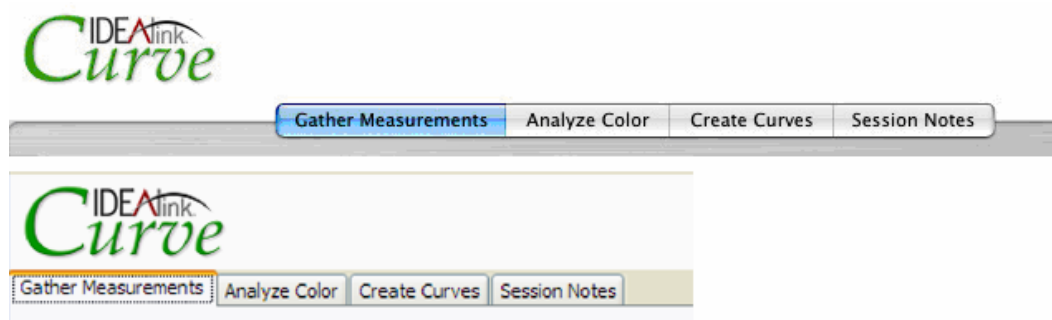 IDEAlink
Curve
Gather Measurements Analyze Color Create Curves Session Notes
IDEAlink
Curve
Gather Measurements Analyze Color Create Curves Session Notes